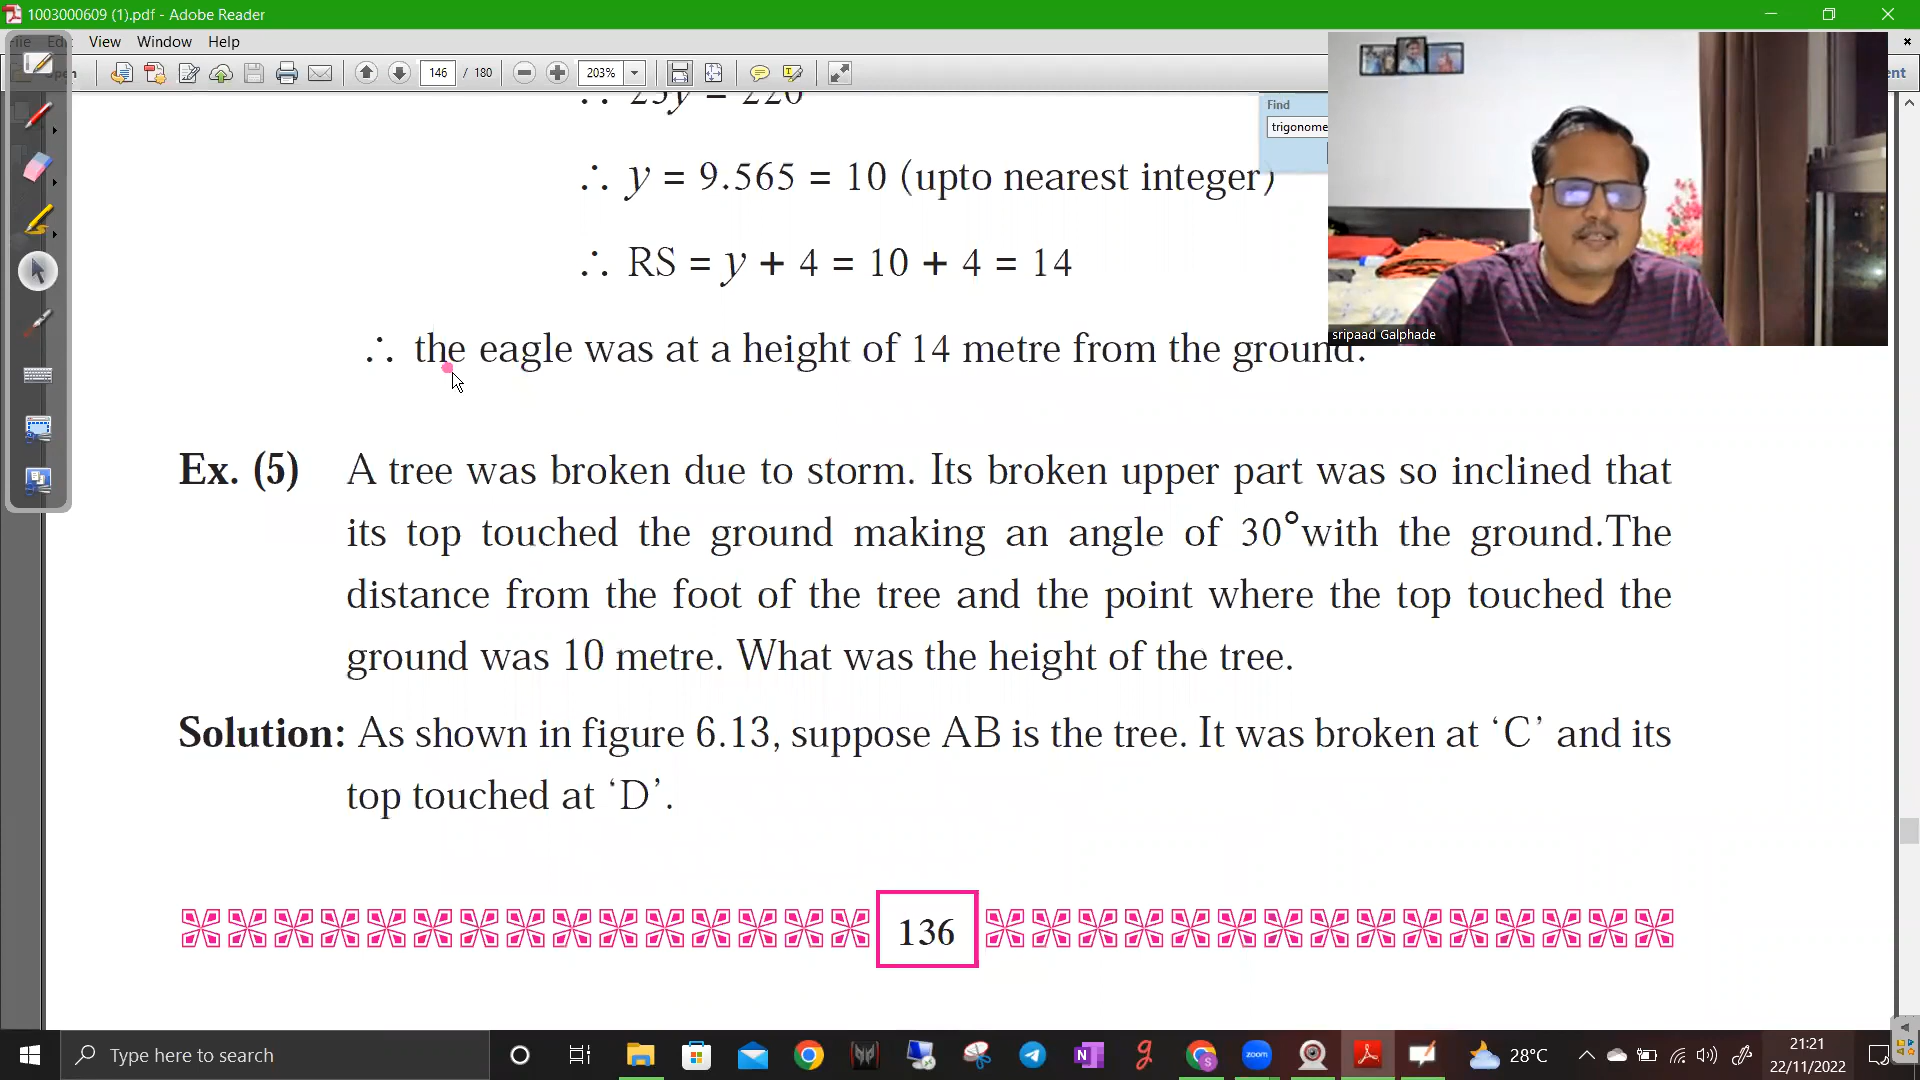 1003000609 (1).pdf - Adobe Reader
View Window Help
146 / 180 203%
Find
trigonome
∴ 23y = 220
∴ y = 9.565 = 10 (upto nearest integer)
∴ RS = y + 4 = 10 + 4 = 14
∴ the eagle was at a height of 14 metre from the ground.
sripaad Galphade
Ex. (5) A tree was broken due to storm. Its broken upper part was so inclined that
its top touched the ground making an angle of 30°with the ground.The
distance from the foot of the tree and the point where the top touched the
ground was 10 metre. What was the height of the tree.
Solution: As shown in figure 6.13, suppose AB is the tree. It was broken at ‘C’ and its
top touched at ‘D’.
136
Type here to search
zoom
28°C
21:21
22/11/2022